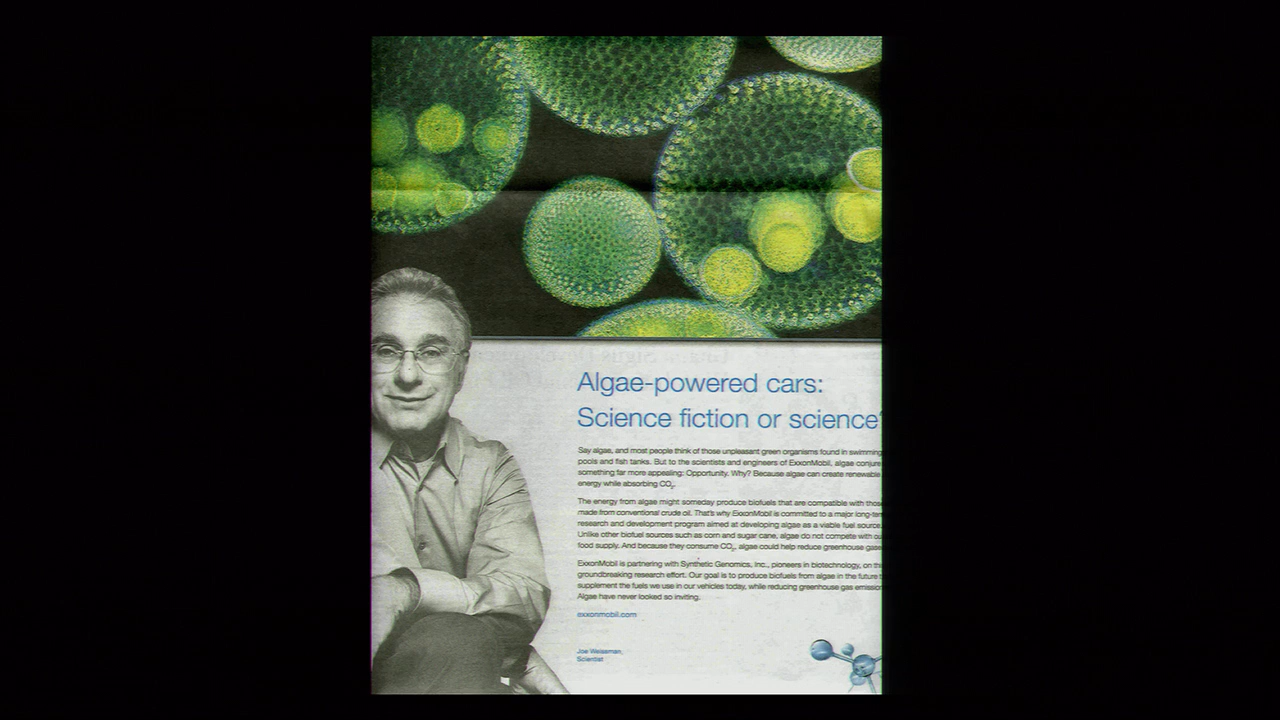 Algae-powered cars:
Science fiction or science
Say algae, and most people think of those unpleasant green organisms found in swimming
pools and fish tanks. But to the scientists and engineers of ExxonMobil, algae conjure
something far more appealing: Opportunity. Why? Because algae can create renewable
energy while absorbing CO₂.
The energy from algae might someday produce biofuels that are compatible with those
made from conventional crude oil. That's why ExxonMobil is committed to a major long-ter
research and development program aimed at developing algae as a viable fuel source.
Unlike other biofuel sources such as corn and sugar cane, algae do not compete with ou
food supply. And because they consume CO₂, algae could help reduce greenhouse gase
ExxonMobil is partnering with Synthetic Genomics, Inc., pioneers in biotechnology, on th
groundbreaking research effort. Our goal is to produce biofuels from algae in the future t
supplement the fuels we use in our vehicles today, while reducing greenhouse gas emission
Algae have never looked so inviting.
exxonmobil.com
Joe Weissman,
Scientist